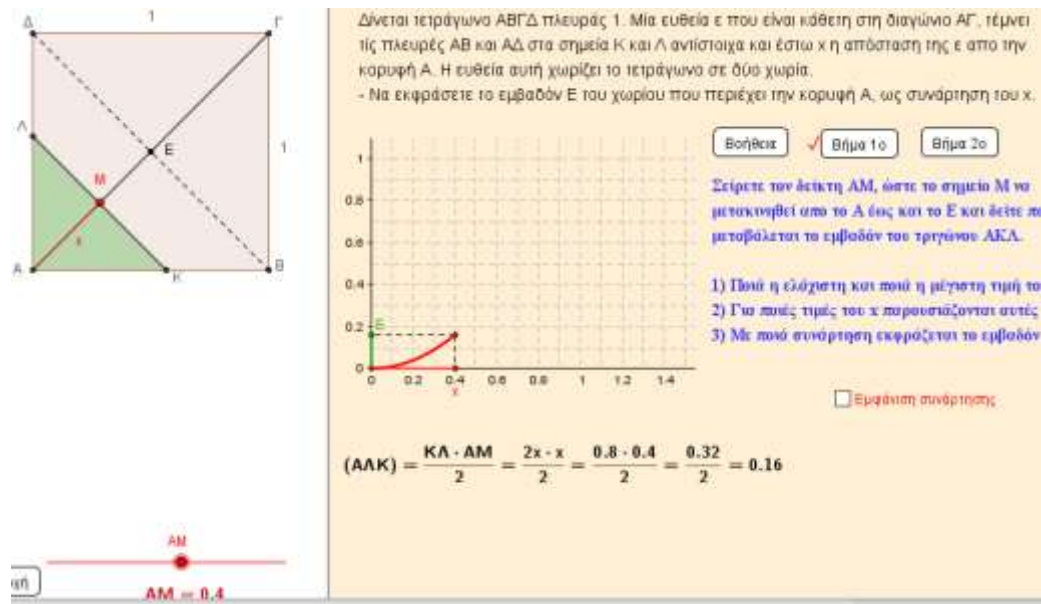 Δίνεται τετράγωνο ΑΒΓΔ πλευράς 1. Μία ευθεία ε που είναι κάθετη στη διαγώνιο ΑΓ, τέμνει
τίς πλευρές ΑΒ και ΑΔ στα σημεία Κ και Λ αντίστοιχα και έστω x η απόσταση της ε απο την
κορυφή Α. Η ευθεία αυτή χωρίζει το τετράγωνο σε δύο χωρία.
- Να εκφράσετε το εμβαδόν Ε του χωρίου που περιέχει την κορυφή Α, ως συνάρτηση του x.
Δ 1 Γ
Λ Ε 1
Μ
x
Α Κ Β
Βοήθεια Βήμα 1ο Βήμα 2ο
Σείρετε τον δείκτη ΑΜ, ώστε το σημείο Μ να
μετακινηθεί απο το Α έως και το Ε και δείτε
μεταβάλεται το εμβαδόν του τριγώνου ΑΚΛ.
1) Ποιά η ελάχιστη και ποιά η μέγιστη τιμή
2) Για ποιές τιμές του x παρουσιάζονται αυτές
3) Με ποιά συνάρτηση εκφράζεται το εμβαδόν
Εμφάνιση συνάρτησης
1
0.8
0.6
0.4
0.2 E
0
0 0.2 0.4 0.6 0.8 1 1.2 1.4
x
(ΑΛΚ) = ΚΛ · ΑΜ / 2 = 2x · x / 2 = 0.8 · 0.4 / 2 = 0.32 / 2 = 0.16
ΑΜ
ΑΜ = 0.4